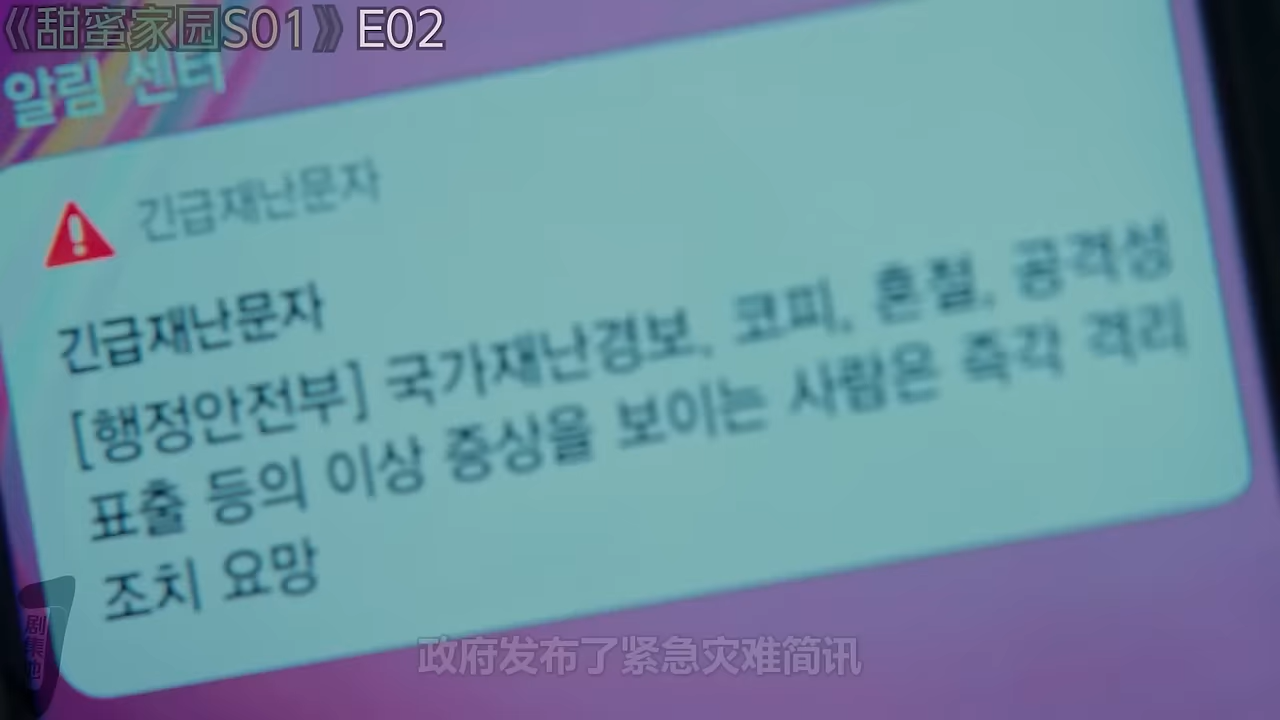 《甜蜜家园S01》E02
알림 센터
긴급재난문자
긴급재난문자
[행정안전부] 국가재난경보, 코피, 혼절, 공격성
표출 등의 이상 증상을 보이는 사람은 즉각 격리
조치 요망
剧集地
政府发布了紧急灾难简讯